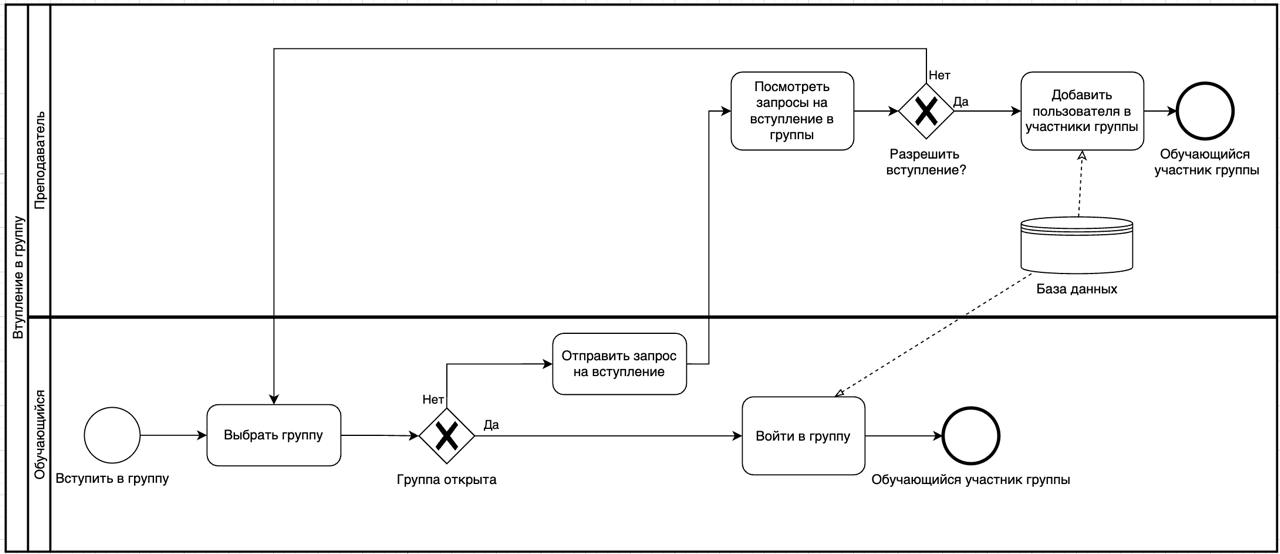 Втупление в группу
Преподаватель
Нет
Посмотреть
запросы на
вступление в
группы
Да
Разрешить
вступление?
Добавить
пользователя в
участники группы
Обучающийся
участник группы
База данных
Обучающийся
Вступить в группу
Выбрать группу
Нет
Да
Группа открыта
Отправить запрос
на вступление
Войти в группу
Обучающийся участник группы